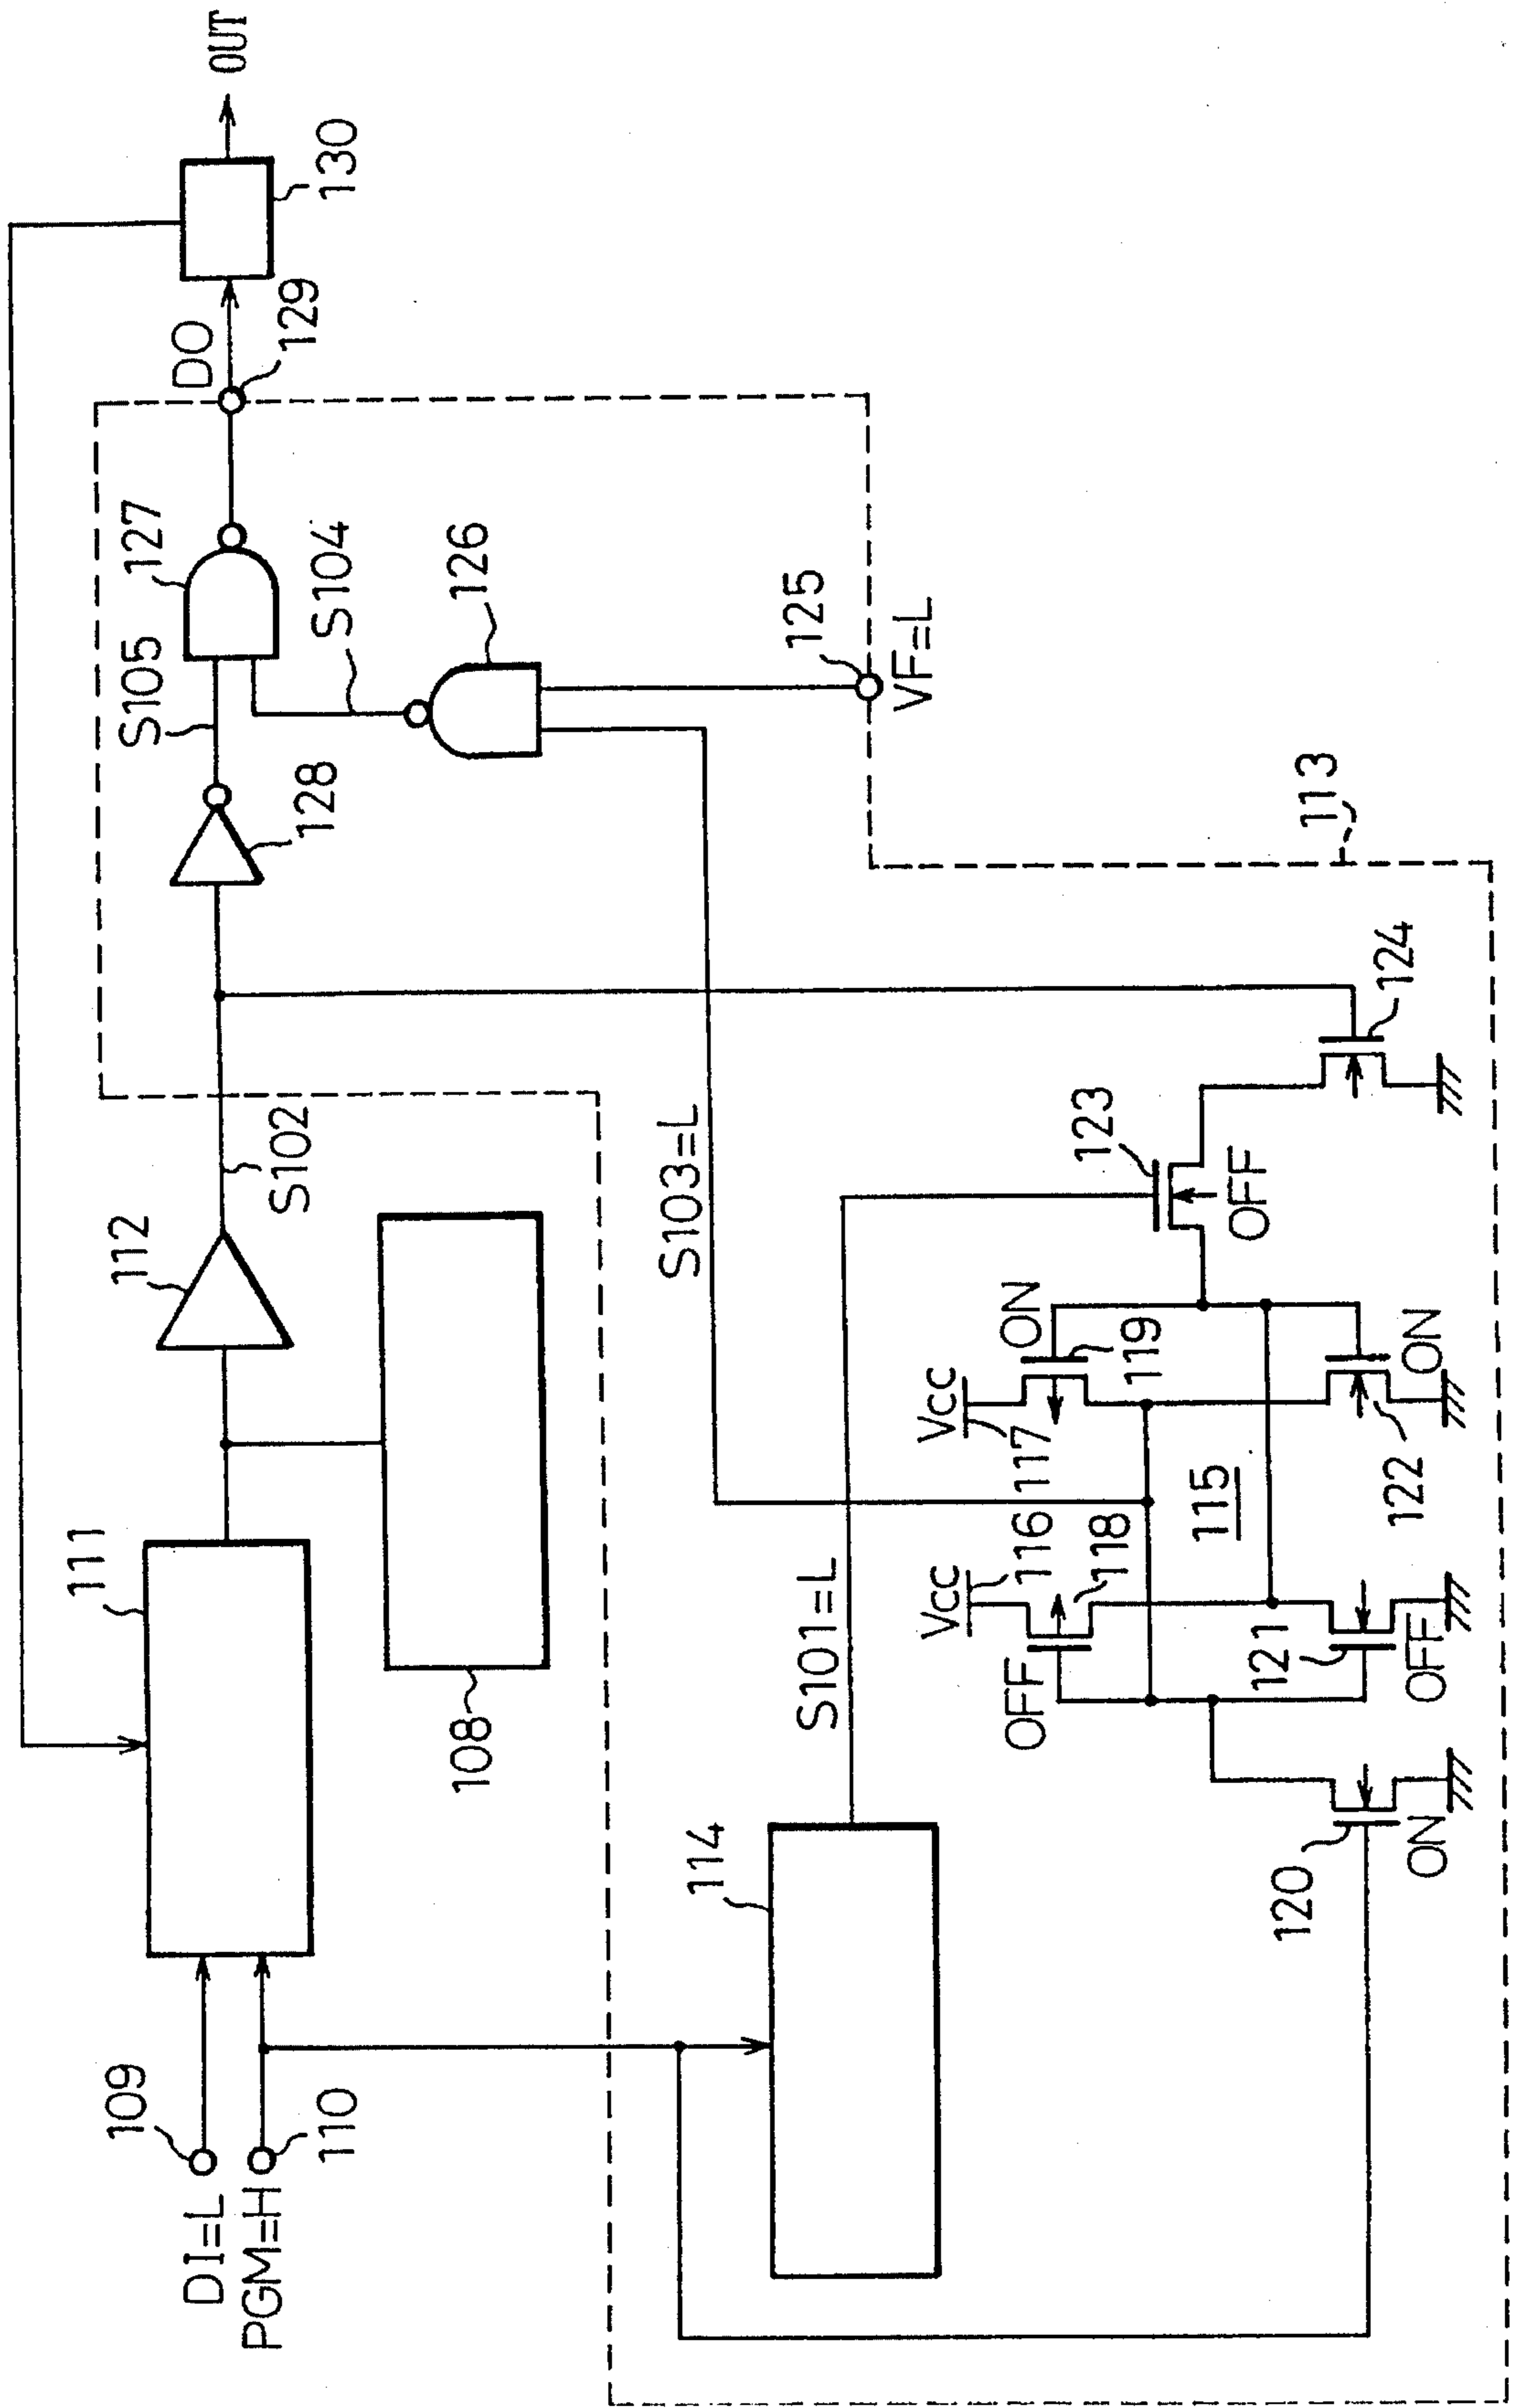 DI=L
109
PGM=H
110
111
108
112
S102
128
S105
127
S104
126
DO
129
130
OUT
125
VF=L
113
114
S101=L
S103=L
Vcc
116
118
OFF
Vcc
117
119
ON
115
120
ON
121
OFF
122
ON
123
OFF
124